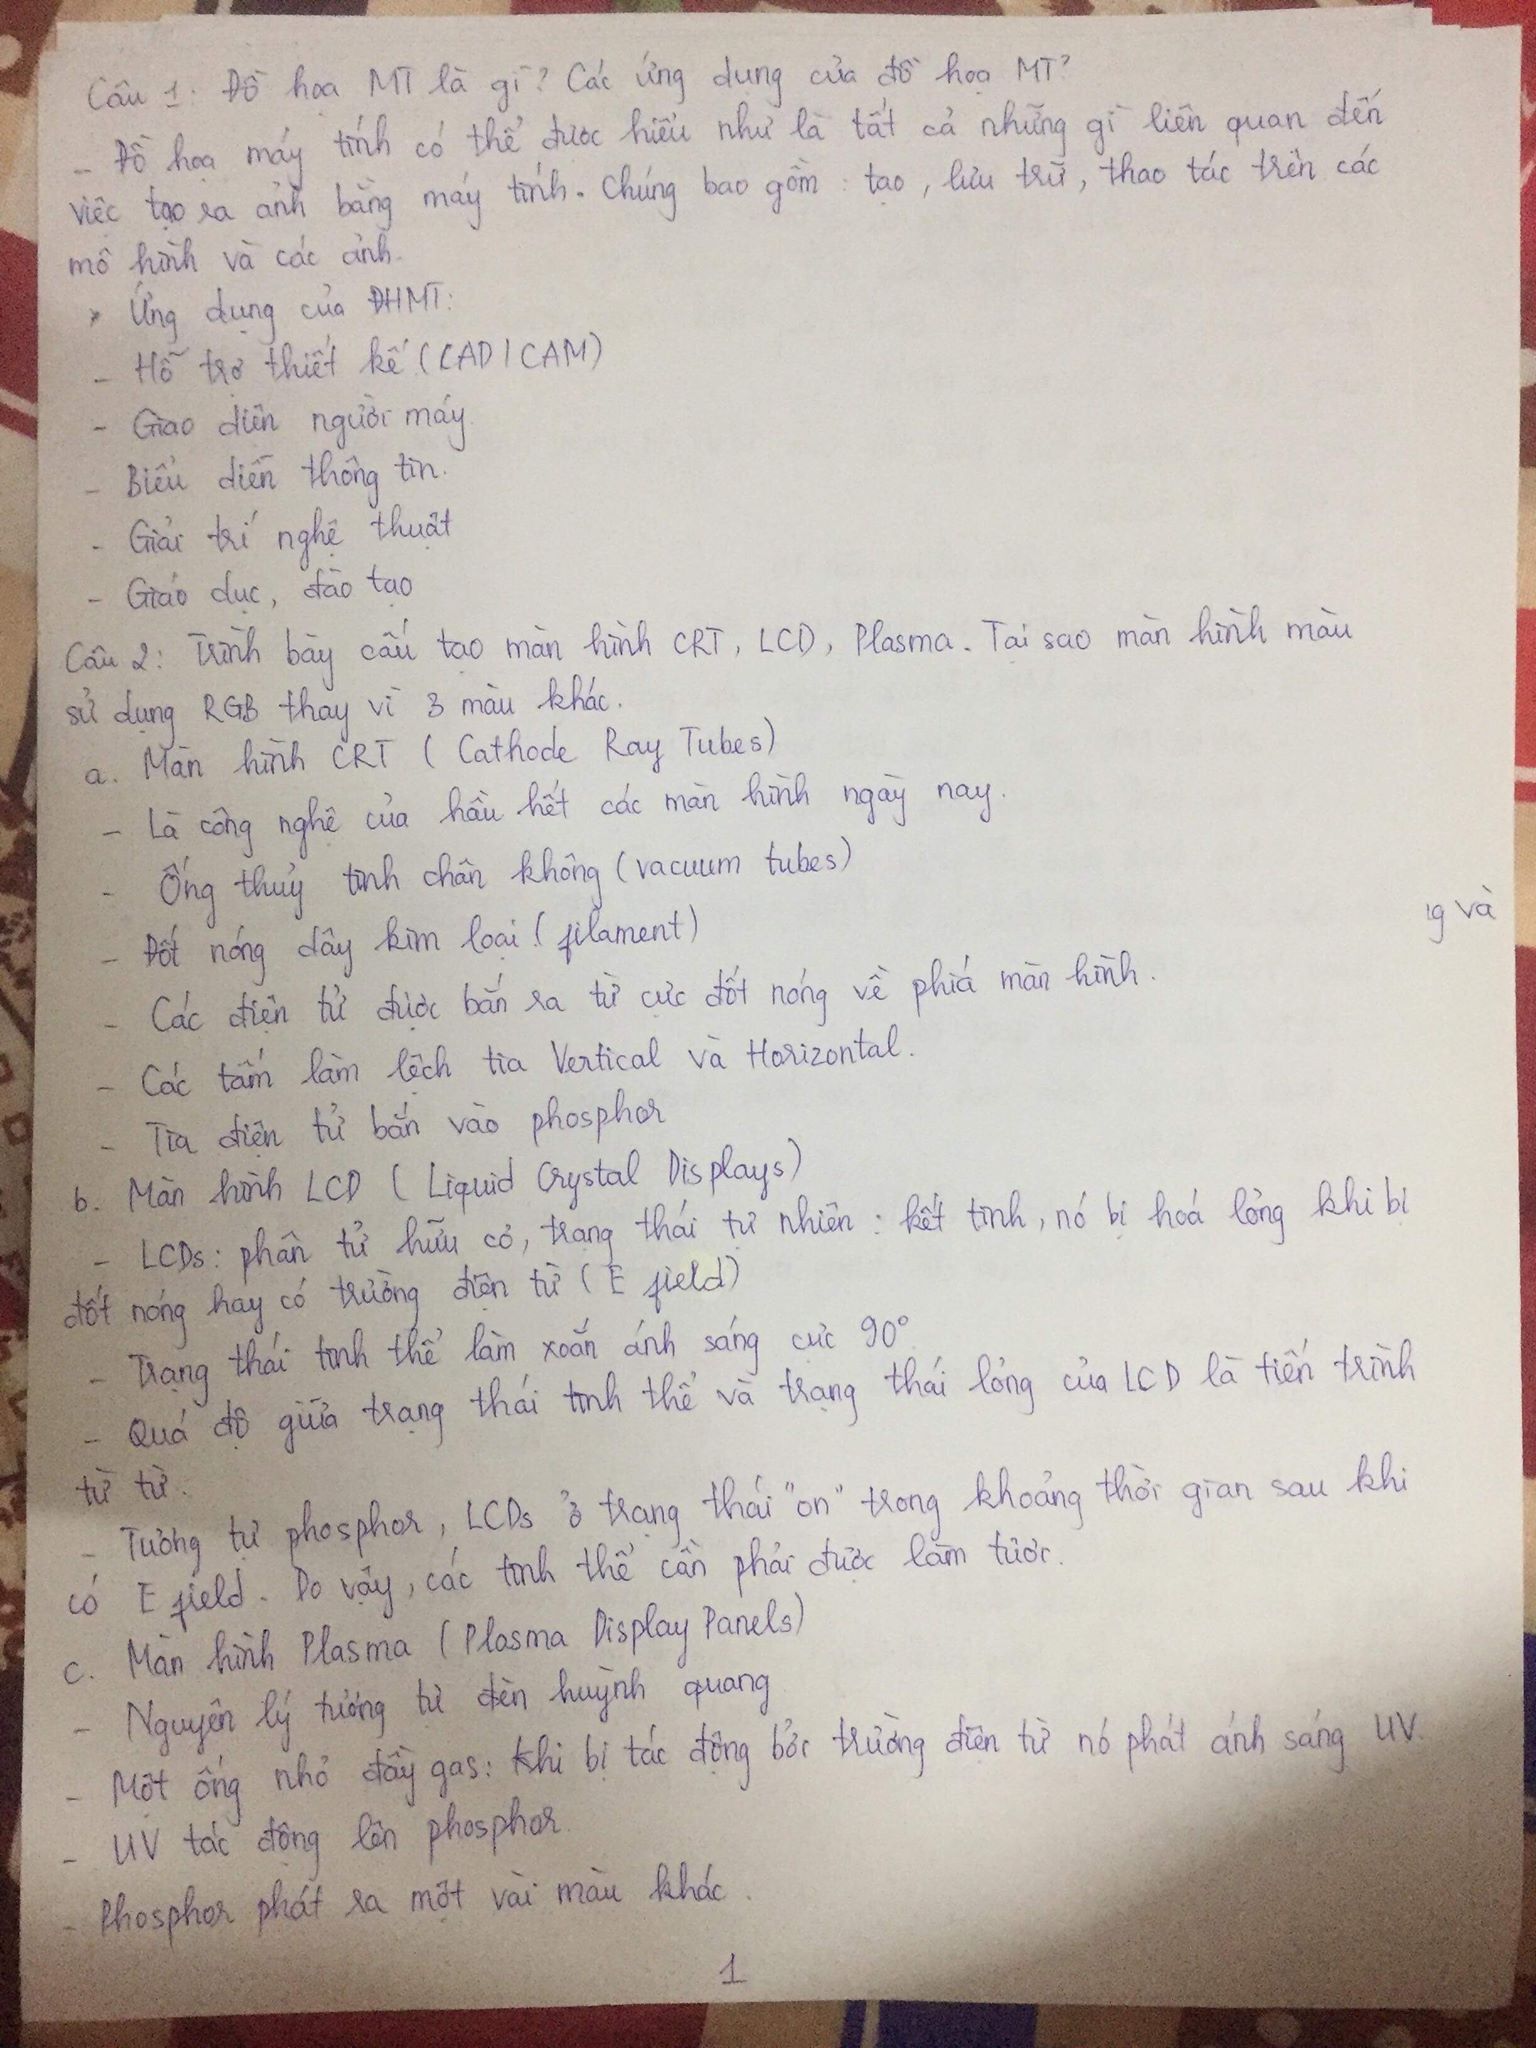 Câu 1: Đồ họa MT là gì? Các ứng dụng của đồ họa MT?
- Đồ họa máy tính có thể được hiểu như là tất cả những gì liên quan đến
việc tạo ra ảnh bằng máy tính. Chúng bao gồm: tạo, lưu trữ, thao tác trên các
mô hình và các ảnh.
* Ứng dụng của ĐHMT:
- Hỗ trợ thiết kế (CAD/CAM)
- Giao diện người máy
- Biểu diễn thông tin.
- Giải trí nghệ thuật
- Giáo dục, đào tạo
Câu 2: Trình bày cấu tạo màn hình CRT, LCD, Plasma. Tại sao màn hình màu
sử dụng RGB thay vì 3 màu khác.
a. Màn hình CRT (Cathode Ray Tubes)
- Là công nghệ của hầu hết các màn hình ngày nay.
- Ống thuỷ tinh chân không (vacuum tubes)
- Đốt nóng dây kim loại (filament)
ng và
- Các điện tử được bắn ra từ cực đốt nóng về phía màn hình.
- Các tấm làm lệch tia Vertical và Horizontal.
- Tia điện tử bắn vào phosphor
b. Màn hình LCD (Liquid Crystal Displays)
- LCDs: phân tử hữu cơ, trạng thái tự nhiên: kết tinh, nó bị hoá lỏng khi bị
đốt nóng hay có trường điện từ (E field)
- Trạng thái tinh thể làm xoắn ánh sáng cực 90°
- Quá độ giữa trạng thái tinh thể và trạng thái lỏng của LCD là tiến trình
từ từ.
- Tương tự phosphor, LCDs ở trạng thái "on" trong khoảng thời gian sau khi
có E field. Do vậy, các tinh thể cần phải được làm tươi.
c. Màn hình Plasma (Plasma Display Panels)
- Nguyên lý tương tự đèn huỳnh quang
- Một ống nhỏ đầy gas: Khi bị tác động bởi trường điện từ nó phát ánh sáng UV.
- UV tác động lên phosphor.
- Phosphor phát ra một vài màu khác.
1